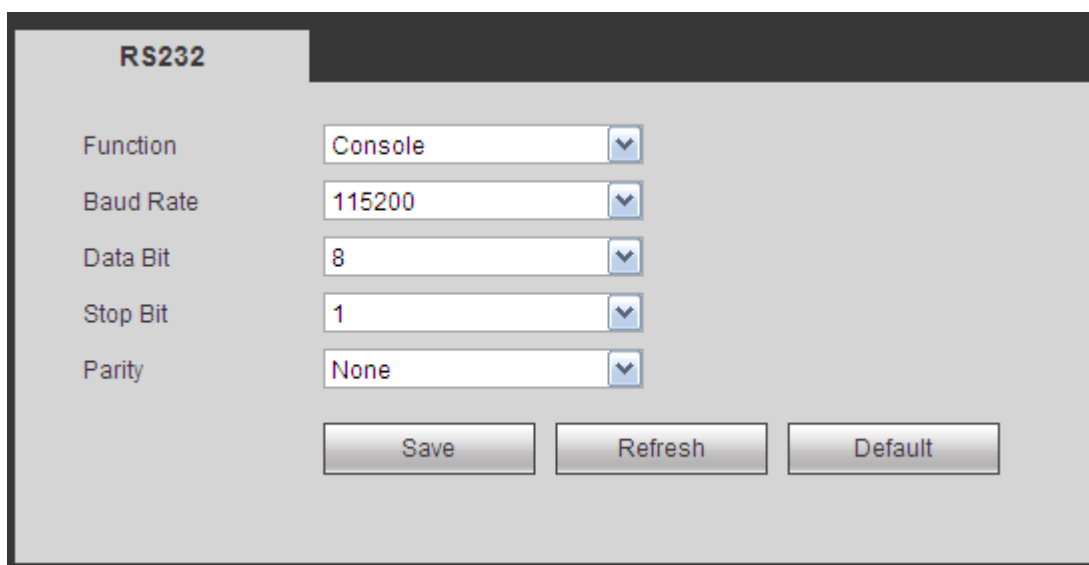 RS232
Function Console
Baud Rate 115200
Data Bit 8
Stop Bit 1
Parity None
Save Refresh Default